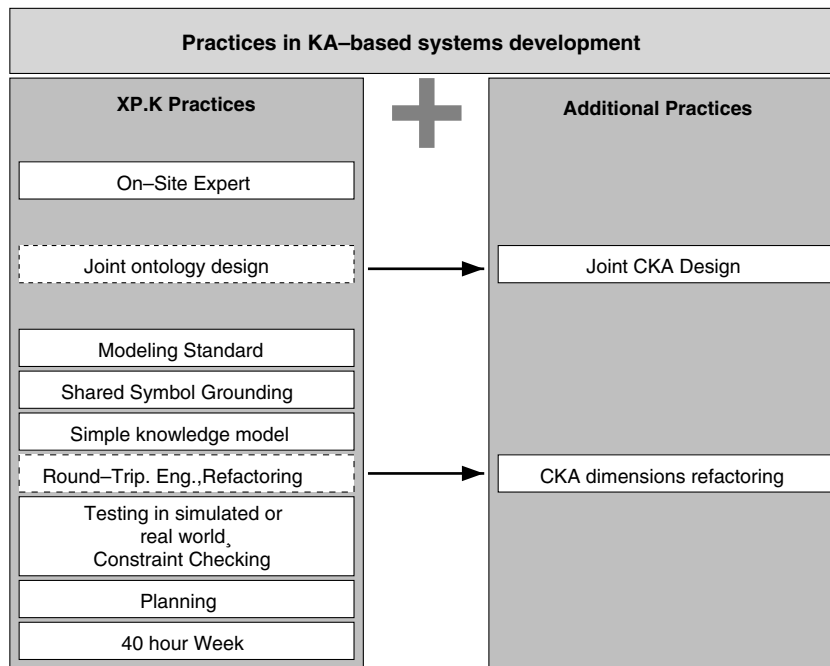 Practices in KA–based systems development
XP.K Practices
On–Site Expert
Joint ontology design
Modeling Standard
Shared Symbol Grounding
Simple knowledge model
Round–Trip. Eng.,Refactoring
Testing in simulated or
real world¸
Constraint Checking
Planning
40 hour Week
Additional Practices
Joint CKA Design
CKA dimensions refactoring